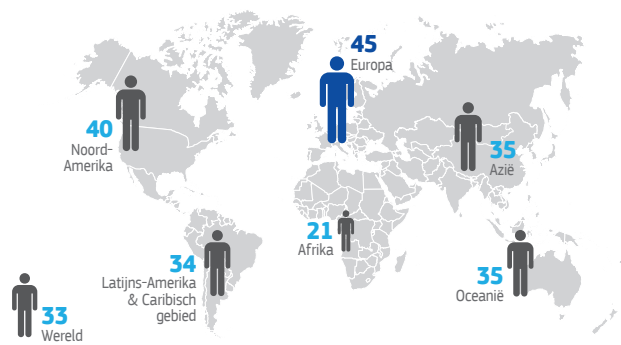 45
Europa
40
Noord-
Amerika
35
Azië
21
Afrika
34
Latijns-Amerika
& Caribisch
gebied
35
Oceanië
33
Wereld